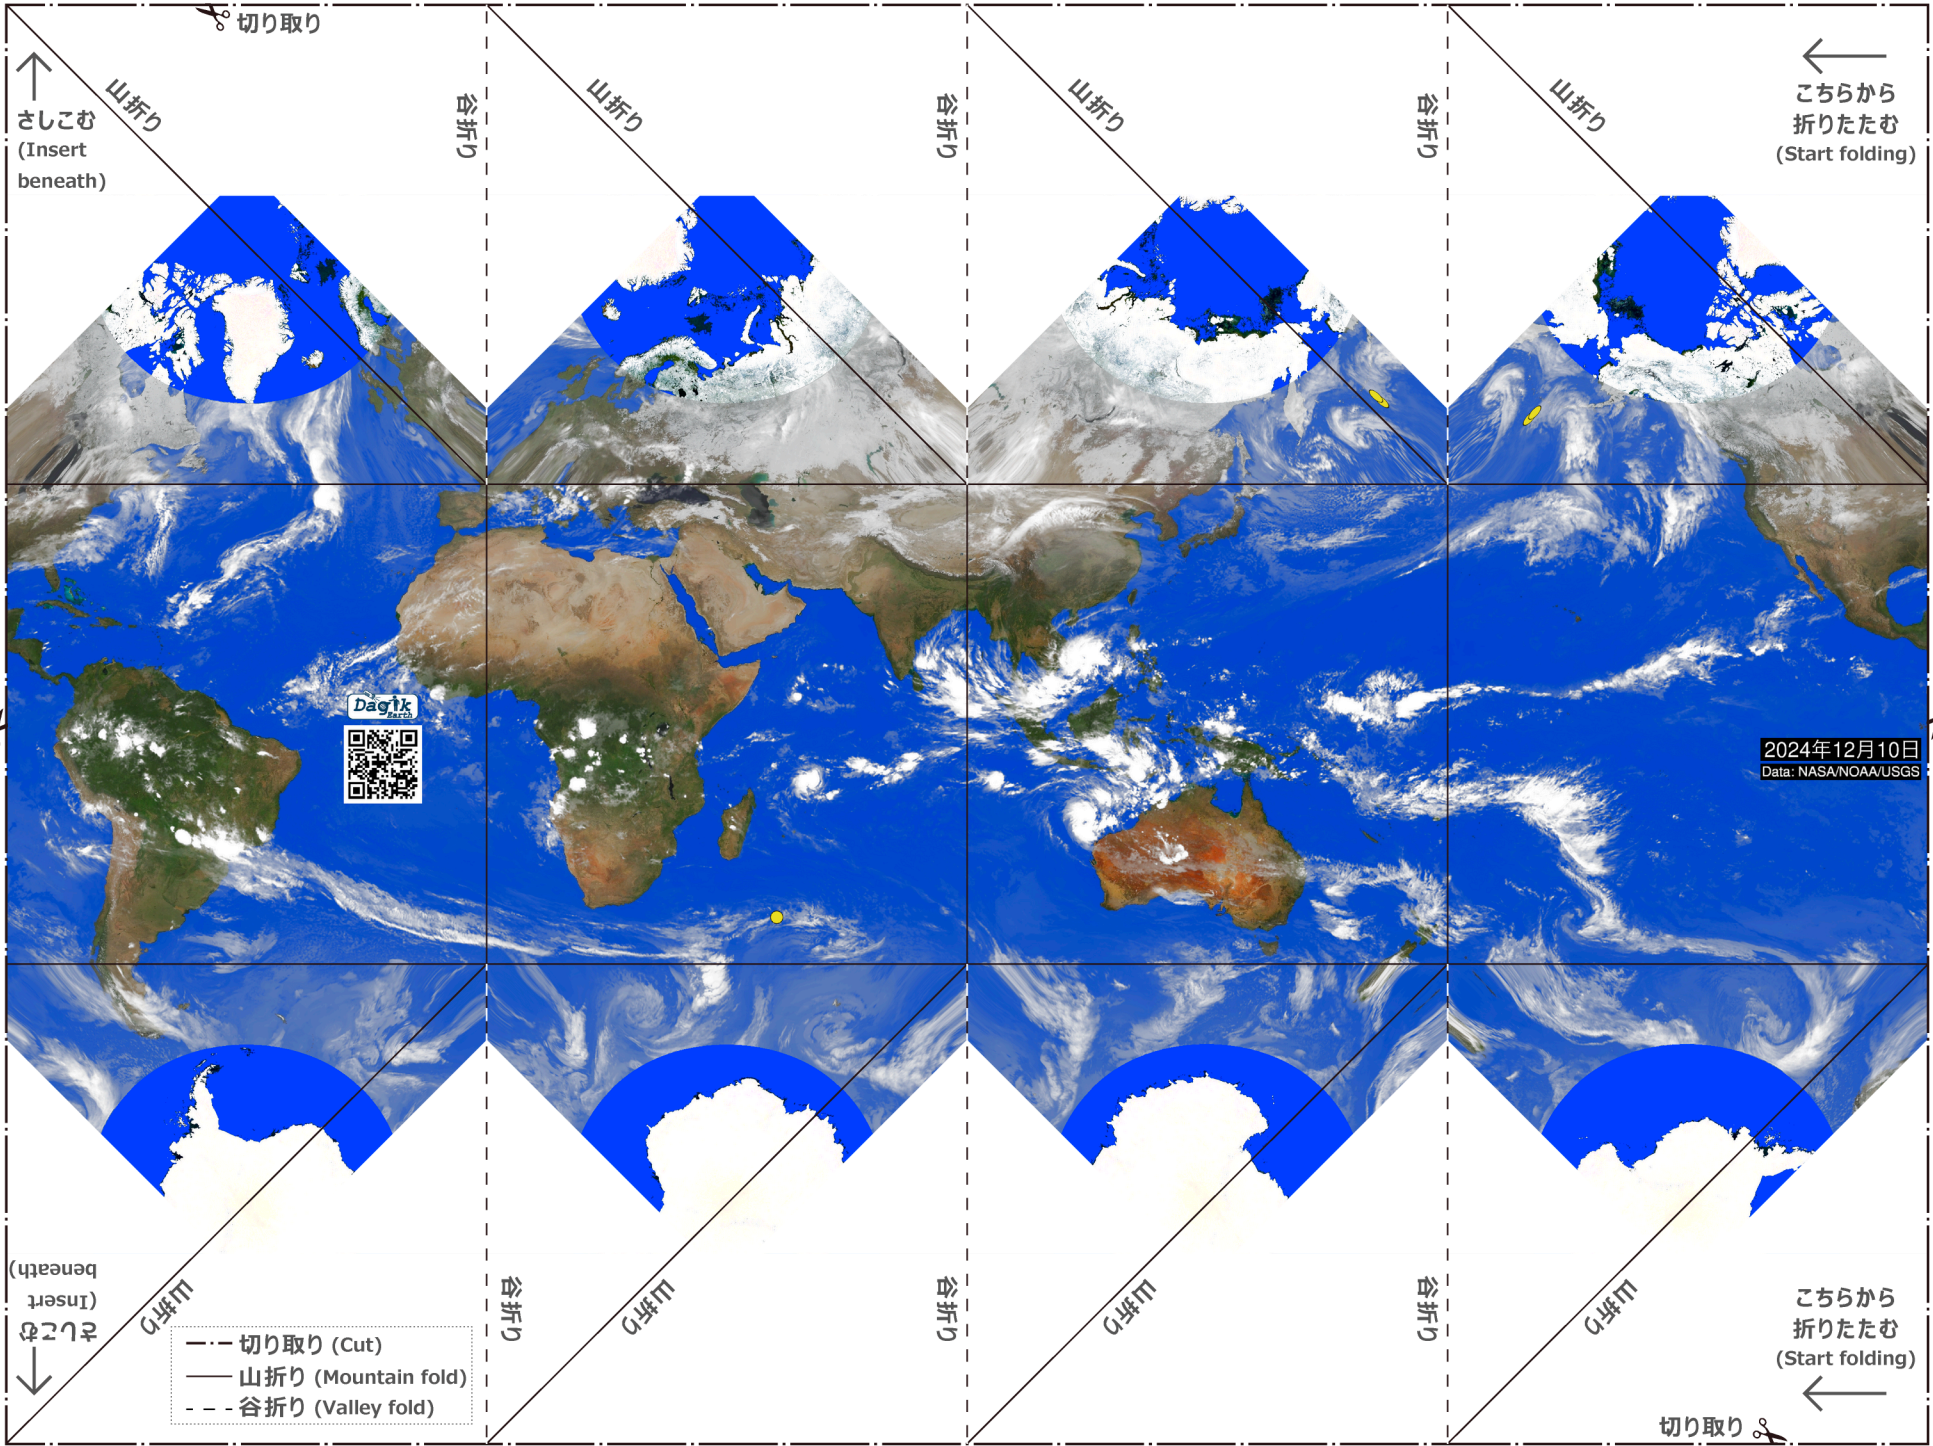 切り取り
山折り
谷折り
山折り
谷折り
山折り
谷折り
山折り
さしこむ
(Insert
beneath)
こちらから
折りたたむ
(Start folding)
Dagik
Earth
2024年12月10日
Data: NASA/NOAA/USGS
さしこむ
(Insert
beneath)
山折り
谷折り
山折り
谷折り
山折り
谷折り
山折り
こちらから
折りたたむ
(Start folding)
切り取り (Cut)
山折り (Mountain fold)
谷折り (Valley fold)
切り取り